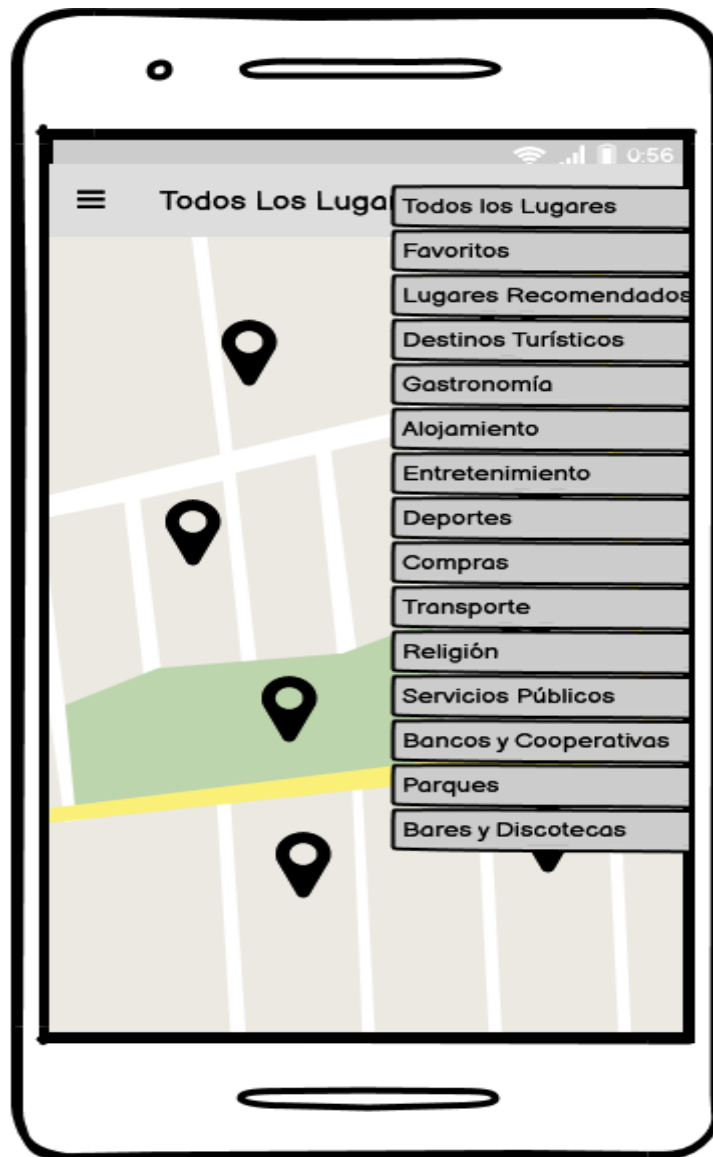 0:56
Todos Los Luga
Todos los Lugares
Favoritos
Lugares Recomendados
Destinos Turísticos
Gastronomía
Alojamiento
Entretenimiento
Deportes
Compras
Transporte
Religión
Servicios Públicos
Bancos y Cooperativas
Parques
Bares y Discotecas